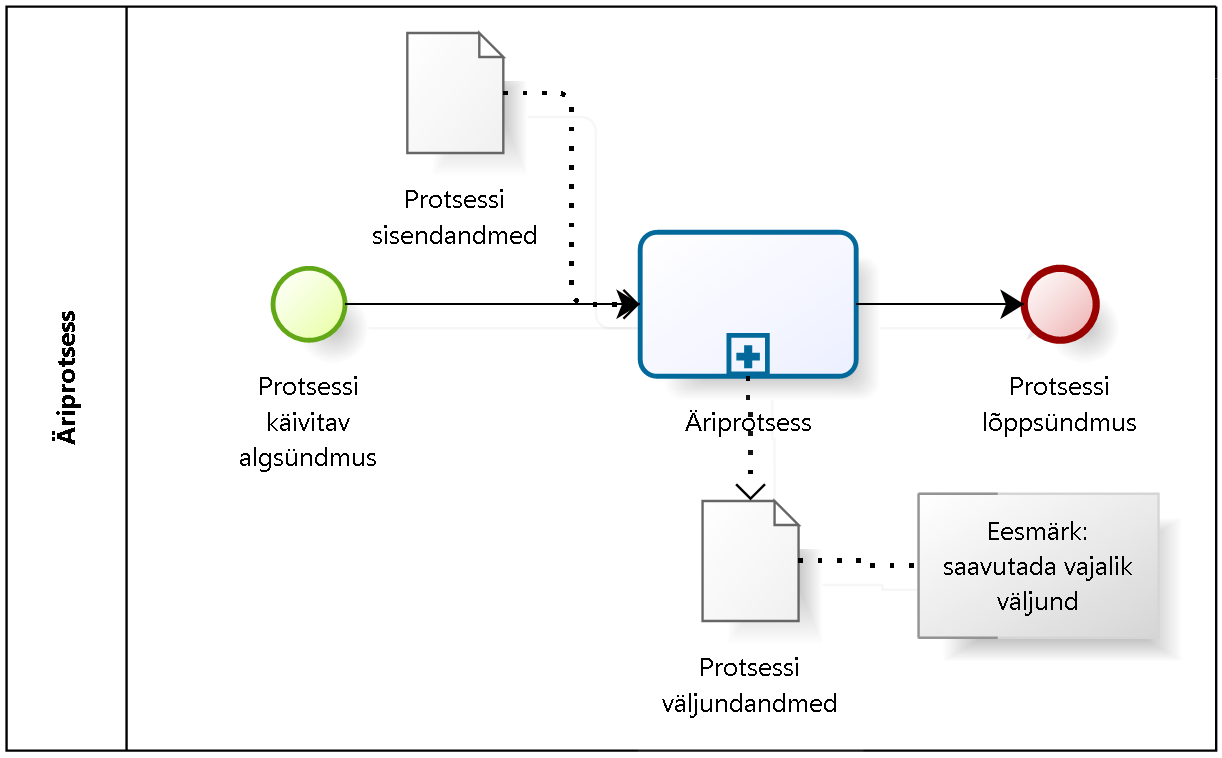 Äriprotsess
Protsessi
sisendandmed
Protsessi
käivitav
algsündmus
Äriprotsess
Protsessi
lõppsündmus
Eesmärk:
saavutada vajalik
väljund
Protsessi
väljundandmed